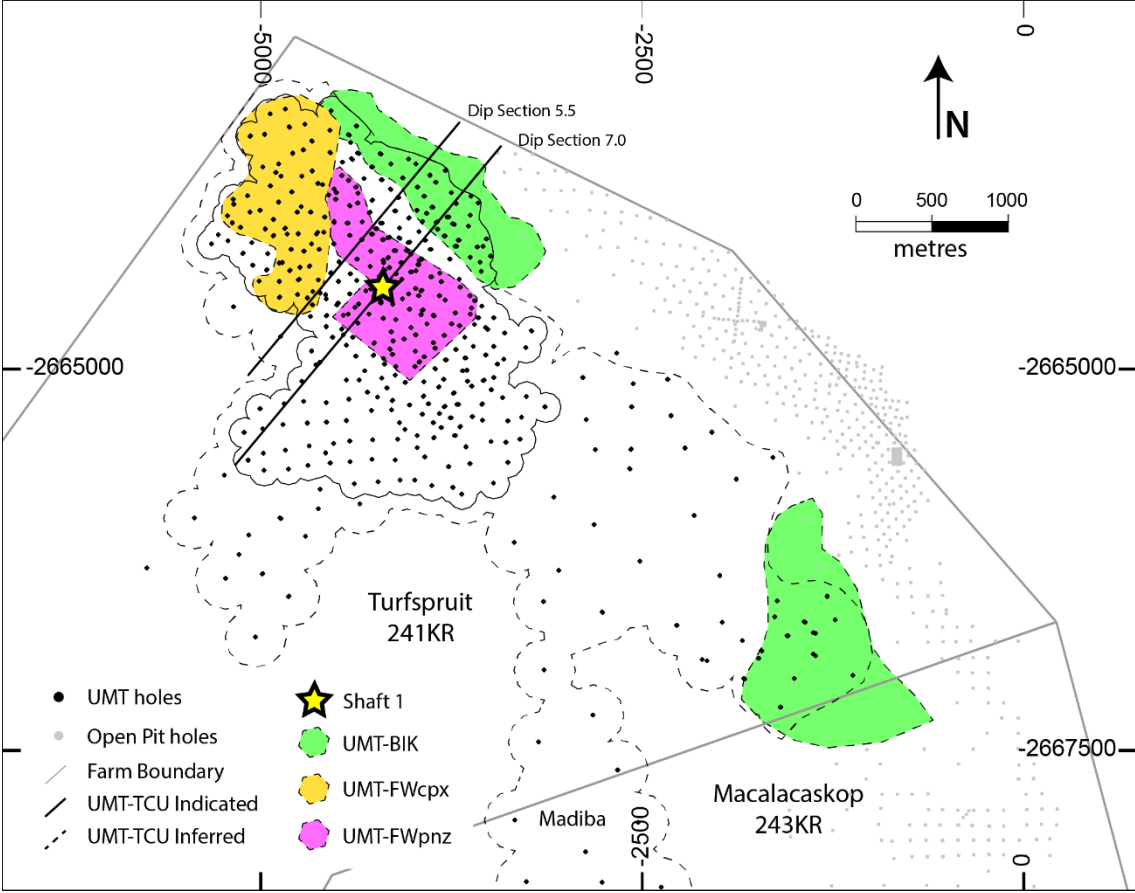 -5000
-2500
0
Dip Section 5.5
Dip Section 7.0
N
0
500
1000
metres
-2665000
-2665000
Turfspruit
241KR
UMT holes
Open Pit holes
Farm Boundary
UMT-TCU Indicated
UMT-TCU Inferred
Shaft 1
UMT-BIK
UMT-FWcpx
UMT-FWpnz
-2667500
Macalacaskop
243KR
Madiba
-2500
0